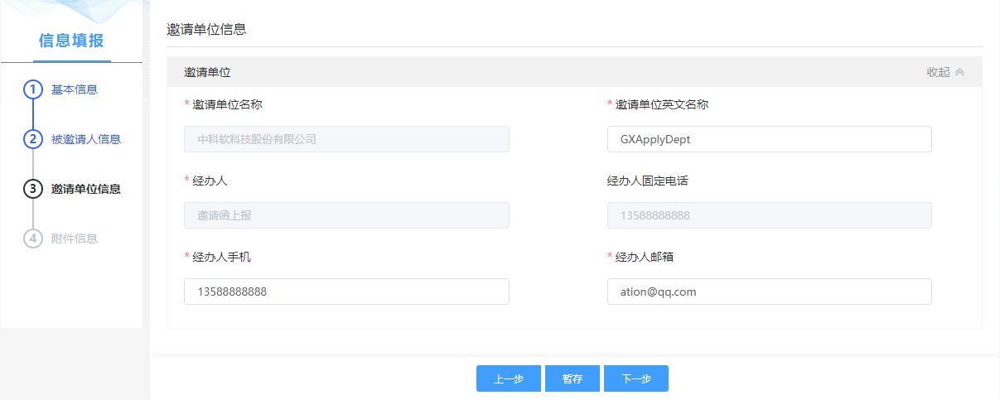 信息填报
1 基本信息
2 被邀请人信息
3 邀请单位信息
4 附件信息
邀请单位信息
邀请单位 收起
* 邀请单位名称 * 邀请单位英文名称
中科软科技股份有限公司 GXApplyDept
* 经办人 经办人固定电话
邀请函上报 13588888888
* 经办人手机 * 经办人邮箱
13588888888 ation@qq.com
上一步 暂存 下一步